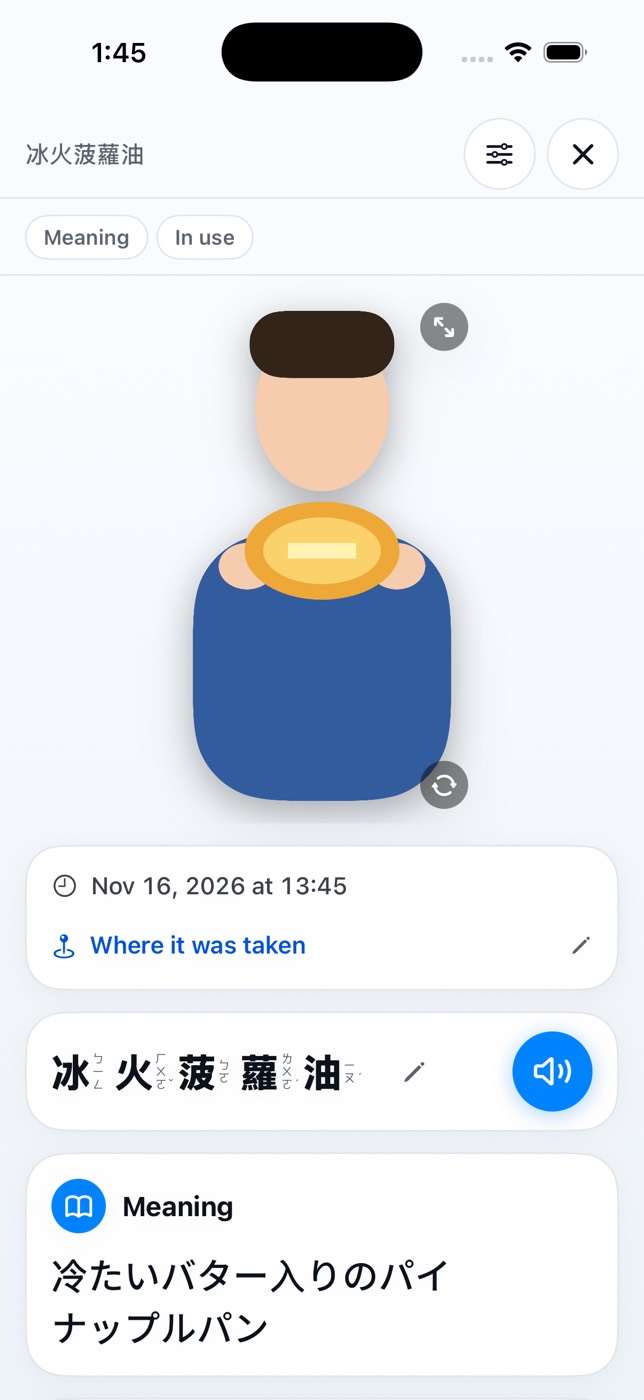 1:45
冰火菠蘿油
Meaning
In use
Nov 16, 2026 at 13:45
Where it was taken
冰ㄅㄧㄥ 火ㄏㄨㄛˇ 菠ㄅㄛ 蘿ㄌㄨㄛˊ 油ㄧㄡˊ
Meaning
冷たいバター入りのパイ
ナップルパン